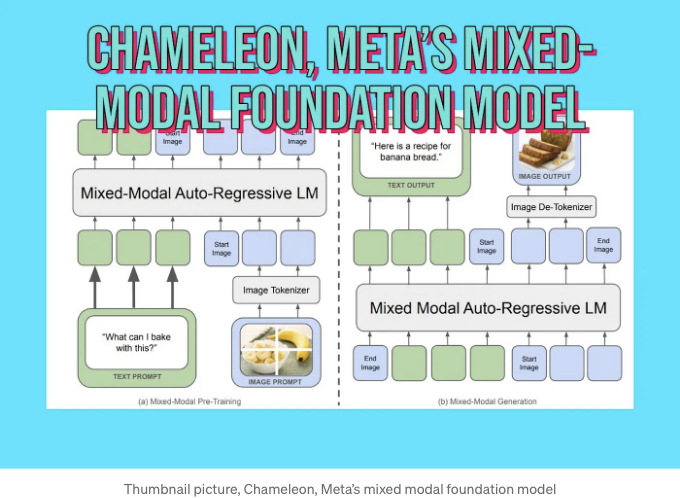 CHAMELEON, META'S MIXED-
MODAL FOUNDATION MODEL
Start
Image
End
Image
Mixed-Modal Auto-Regressive LM
Start
Image
Image Tokenizer
"What can I bake
with this?"
TEXT PROMPT
IMAGE PROMPT
(a) Mixed-Modal Pre-Training
"Here is a recipe for
banana bread."
TEXT OUTPUT
IMAGE OUTPUT
Image De-Tokenizer
Start
Image
End
Image
Mixed Modal Auto-Regressive LM
End
Image
Start
Image
(b) Mixed-Modal Generation
Thumbnail picture, Chameleon, Meta's mixed modal foundation model